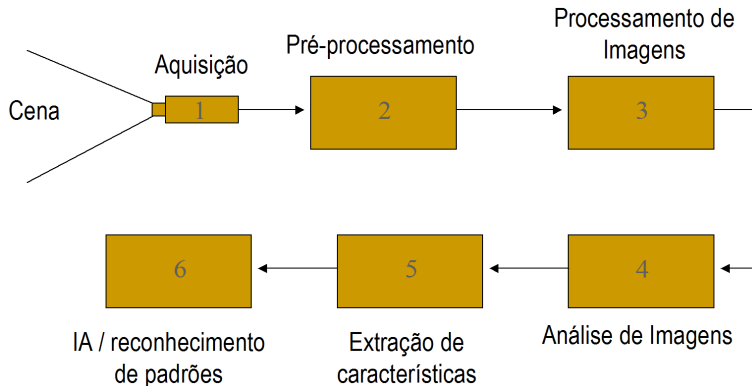 Processamento de
Imagens
Pré-processamento
Aquisição
Cena
1
2
3
6
5
4
IA / reconhecimento
de padrões
Extração de
características
Análise de Imagens